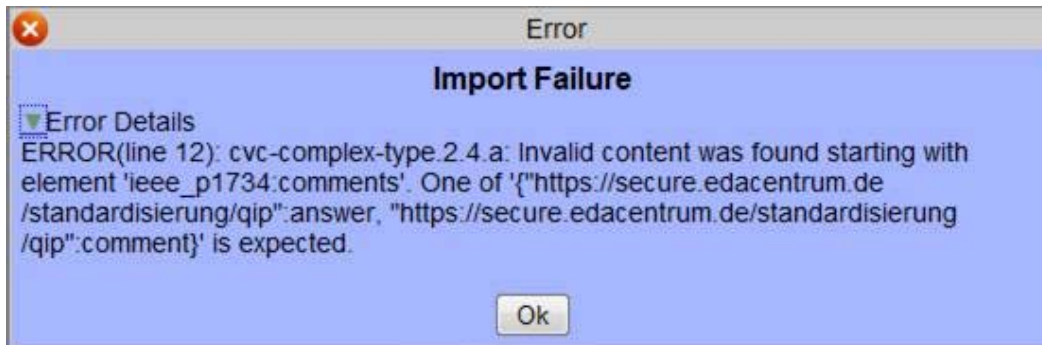 Error
Import Failure
Error Details
ERROR(line 12): cvc-complex-type.2.4.a: Invalid content was found starting with
element 'ieee_p1734:comments'. One of '{"https://secure.edacentrum.de
/standardisierung/qip":answer, "https://secure.edacentrum.de/standardisierung
/qip":comment}' is expected.
Ok